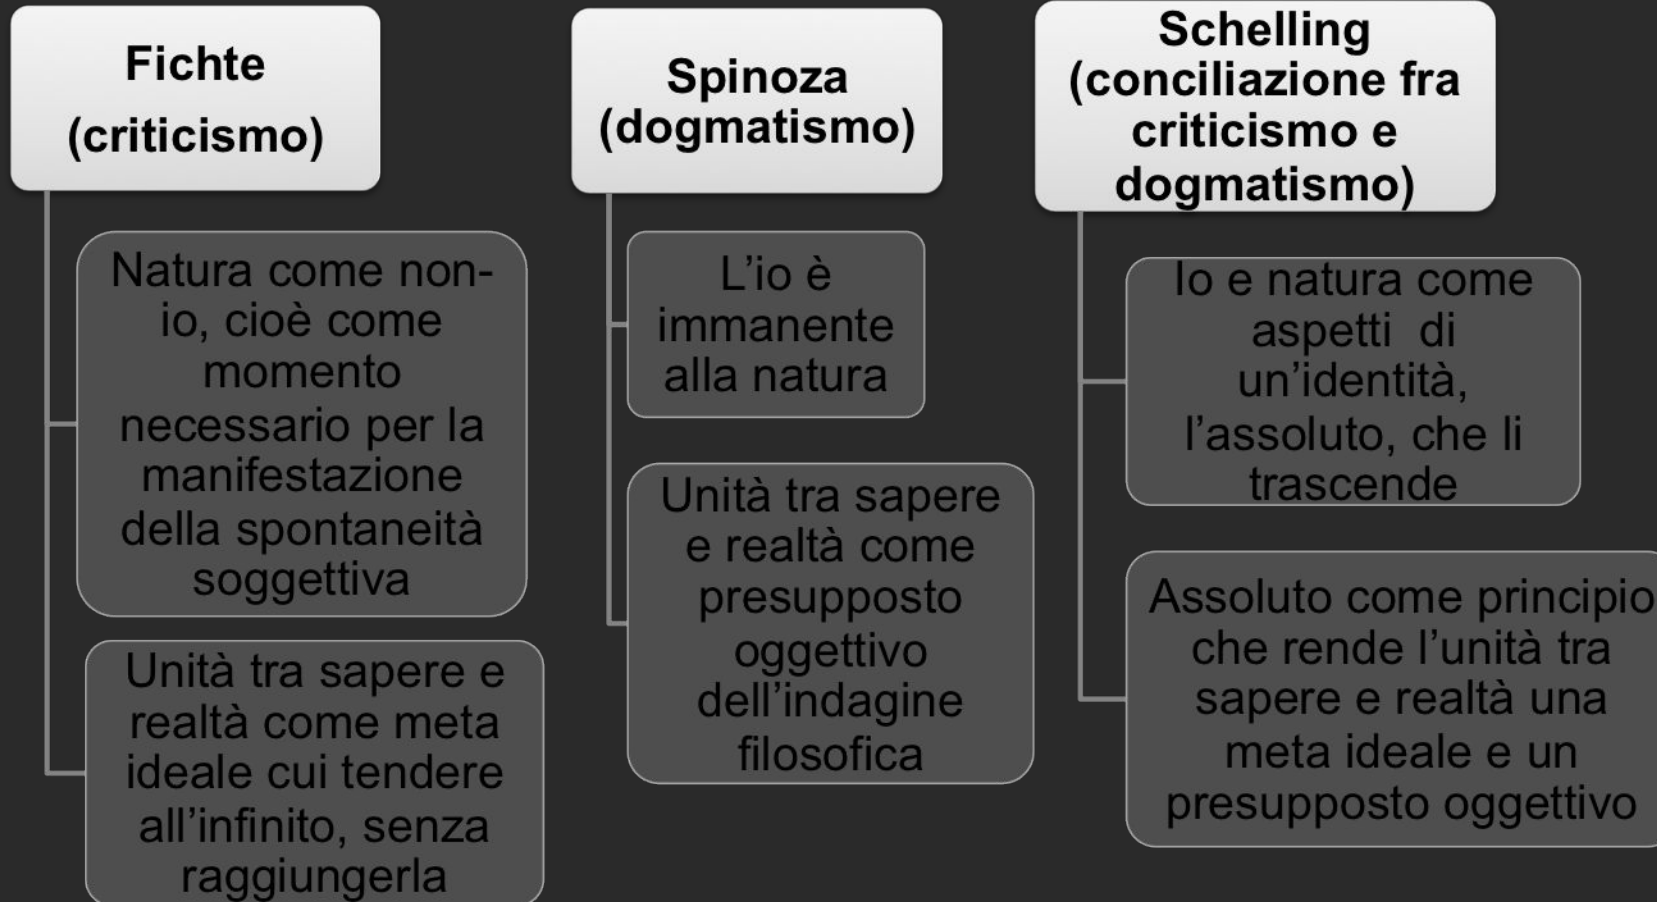 Fichte
(criticismo)
Natura come non-
io, cioè come
momento
necessario per la
manifestazione
della spontaneità
soggettiva
Unità tra sapere e
realtà come meta
ideale cui tendere
all’infinito, senza
raggiungerla
Spinoza
(dogmatismo)
L’io è
immanente
alla natura
Unità tra sapere
e realtà come
presupposto
oggettivo
dell’indagine
filosofica
Schelling
(conciliazione fra
criticismo e
dogmatismo)
Io e natura come
aspetti  di
un’identità,
l’assoluto, che li
trascende
Assoluto come principio
che rende l’unità tra
sapere e realtà una
meta ideale e un
presupposto oggettivo